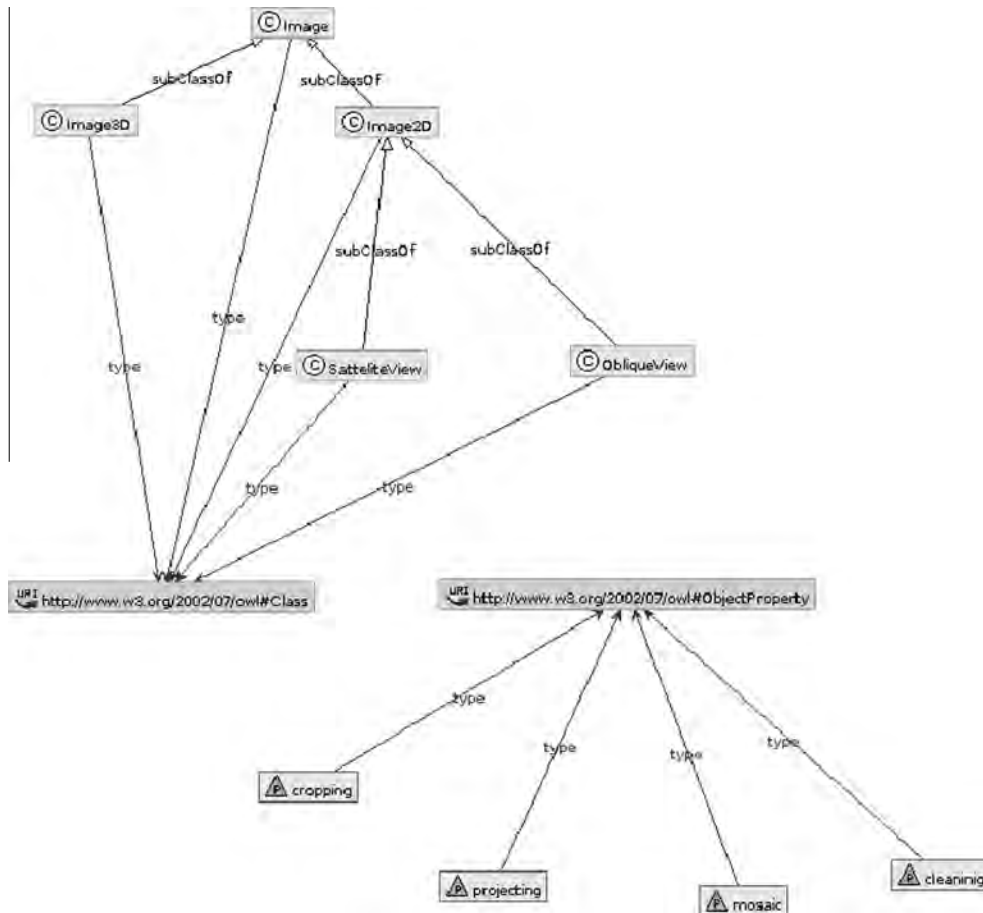 C Image
subClassOf subClassOf
C Image3D C Image2D
subClassOf subClassOf
type
C SatteliteView C ObliqueView
type type
type type
URI http://www.w3.org/2002/07/owl#Class URI http://www.w3.org/2002/07/owl#ObjectProperty
type
type type type
P cropping
P projecting P mosaic P cleaninig